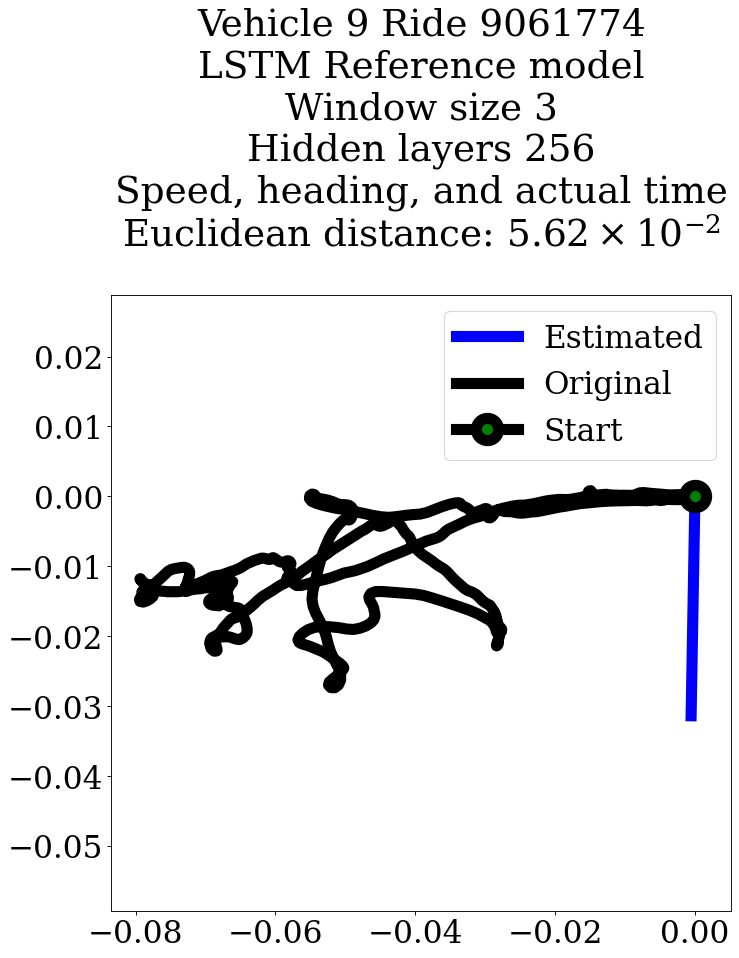 Vehicle 9 Ride 9061774
LSTM Reference model
Window size 3
Hidden layers 256
Speed, heading, and actual time
Euclidean distance: 5.62 × 10⁻²
Estimated
Original
Start
0.02
0.01
0.00
−0.01
−0.02
−0.03
−0.04
−0.05
−0.08 −0.06 −0.04 −0.02 0.00